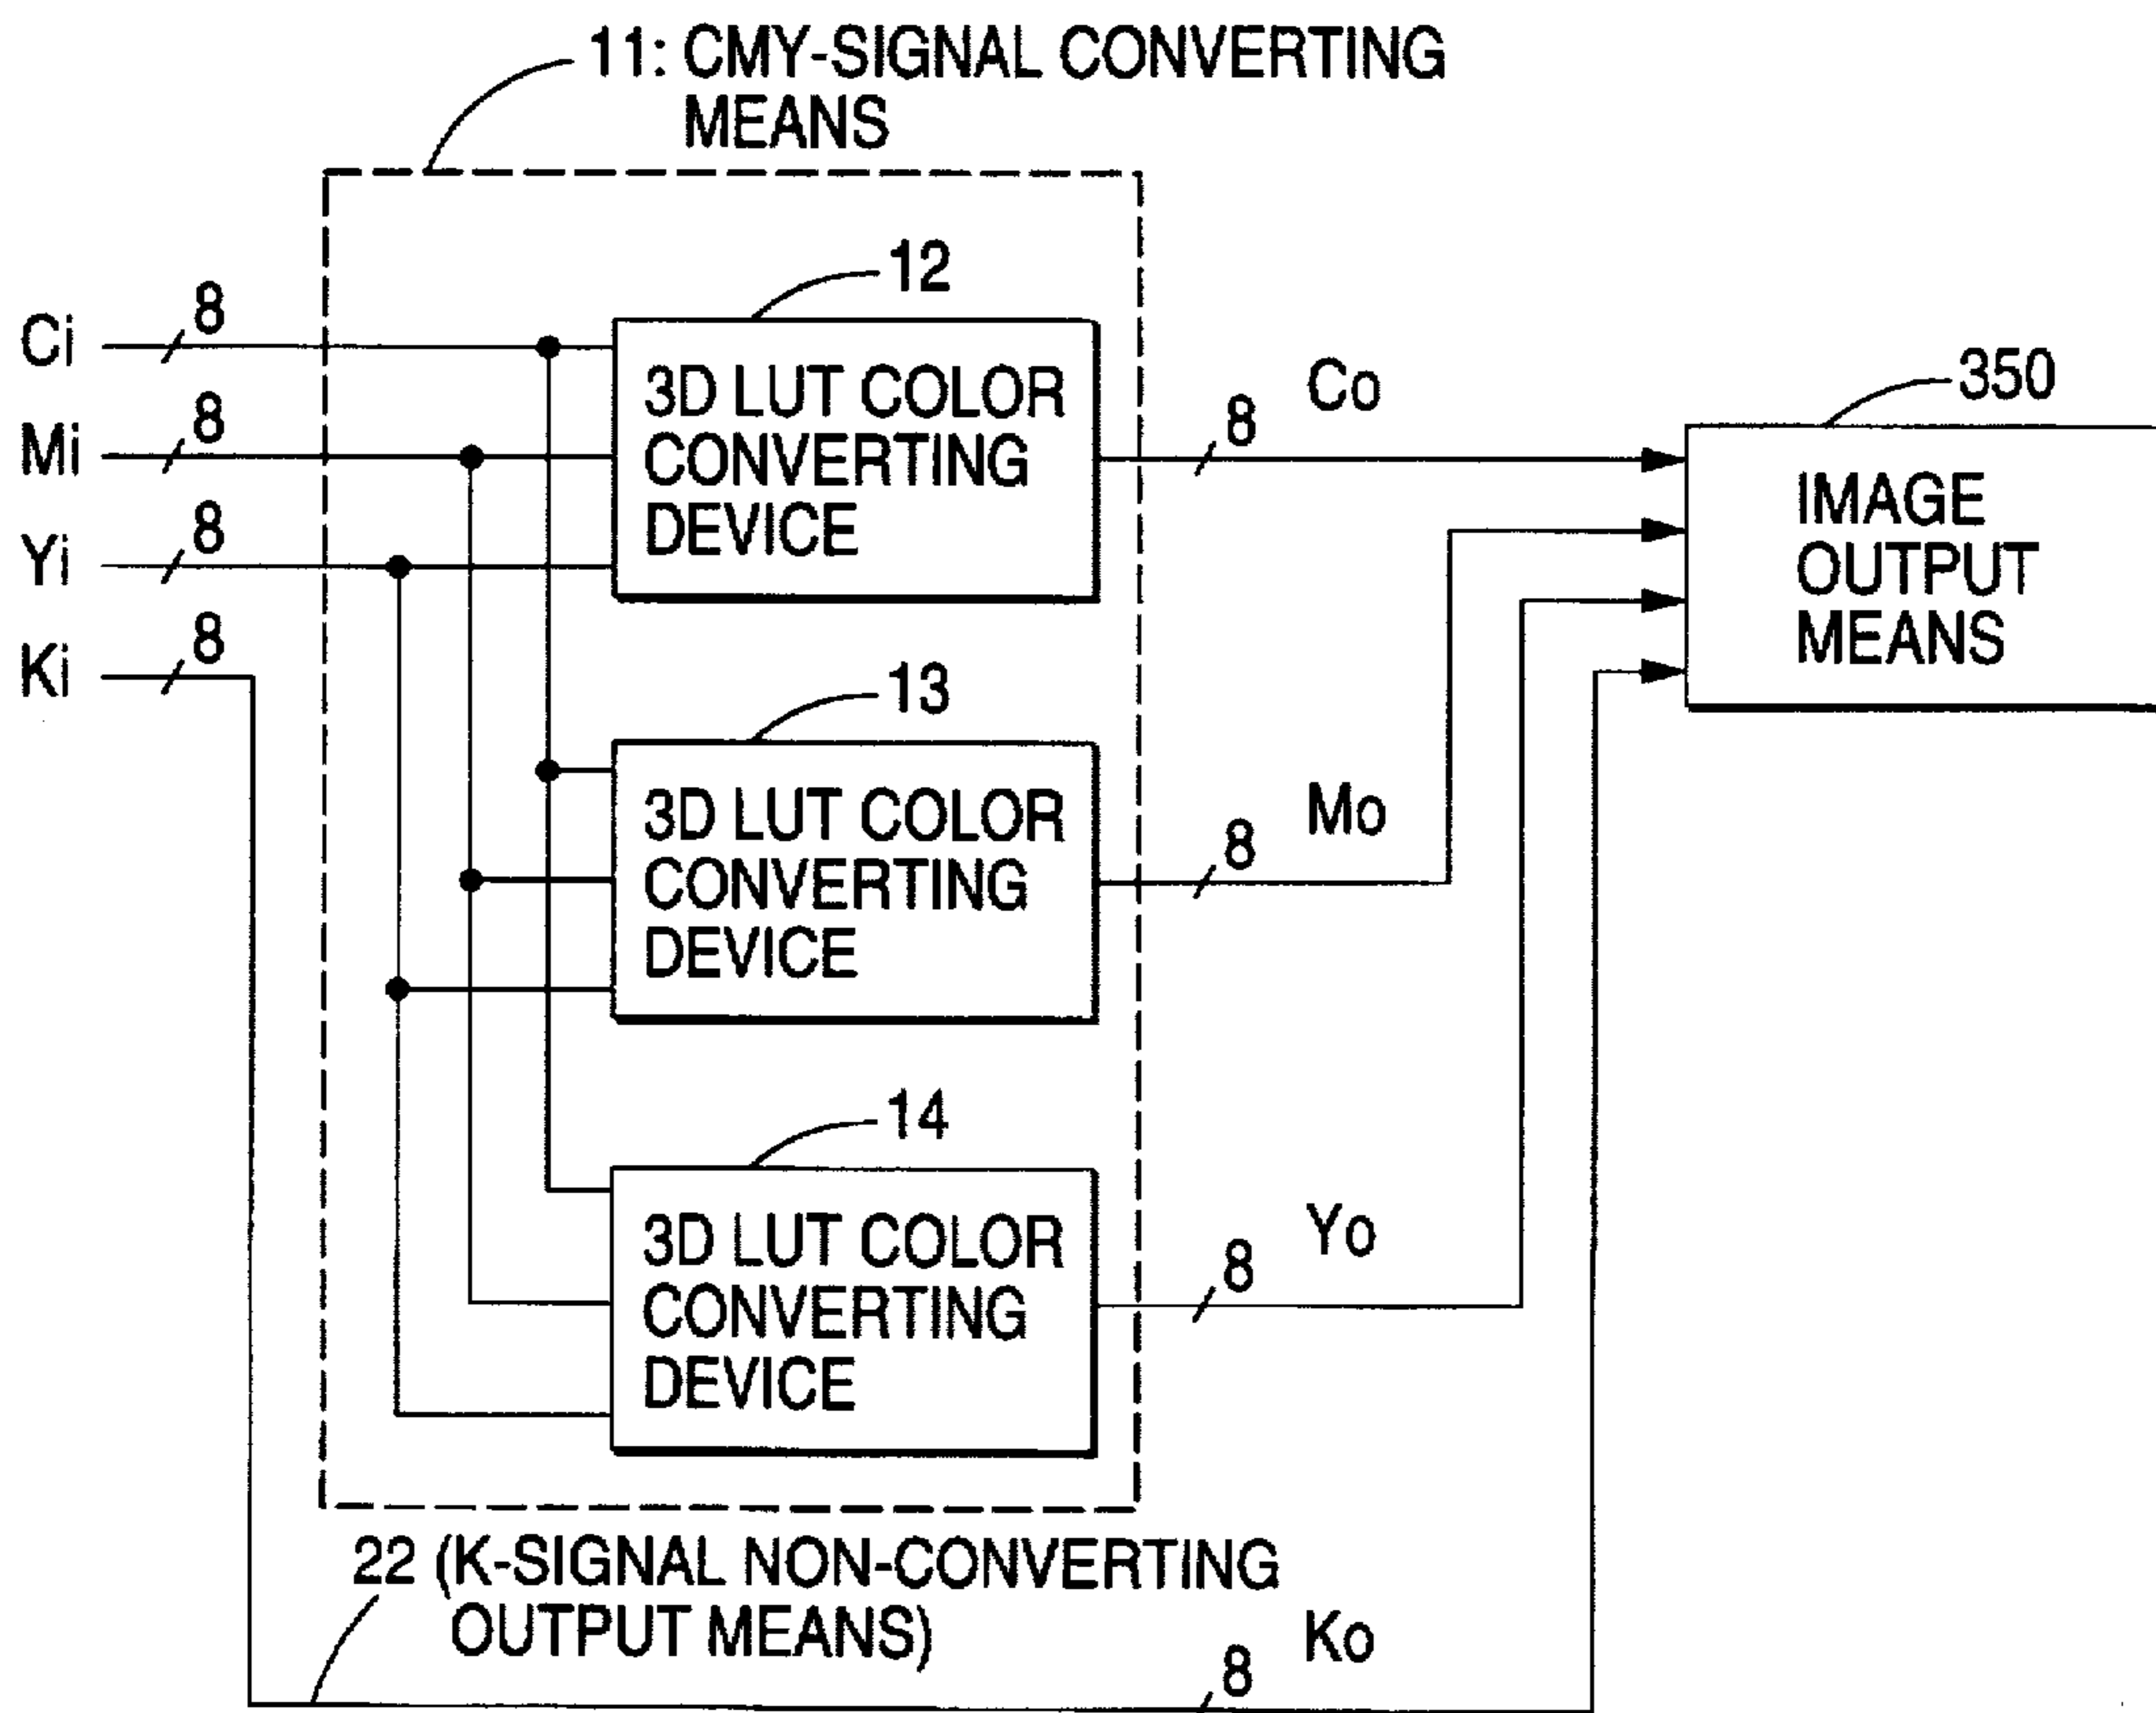 11: CMY-SIGNAL CONVERTING
MEANS
12
8
Ci
8
Mi
8
Yi
8
Ki
3D LUT COLOR
CONVERTING
DEVICE
8
Co
350
IMAGE
OUTPUT
MEANS
13
3D LUT COLOR
CONVERTING
DEVICE
8
Mo
14
3D LUT COLOR
CONVERTING
DEVICE
8
Yo
22 (K-SIGNAL NON-CONVERTING
OUTPUT MEANS)
8
Ko